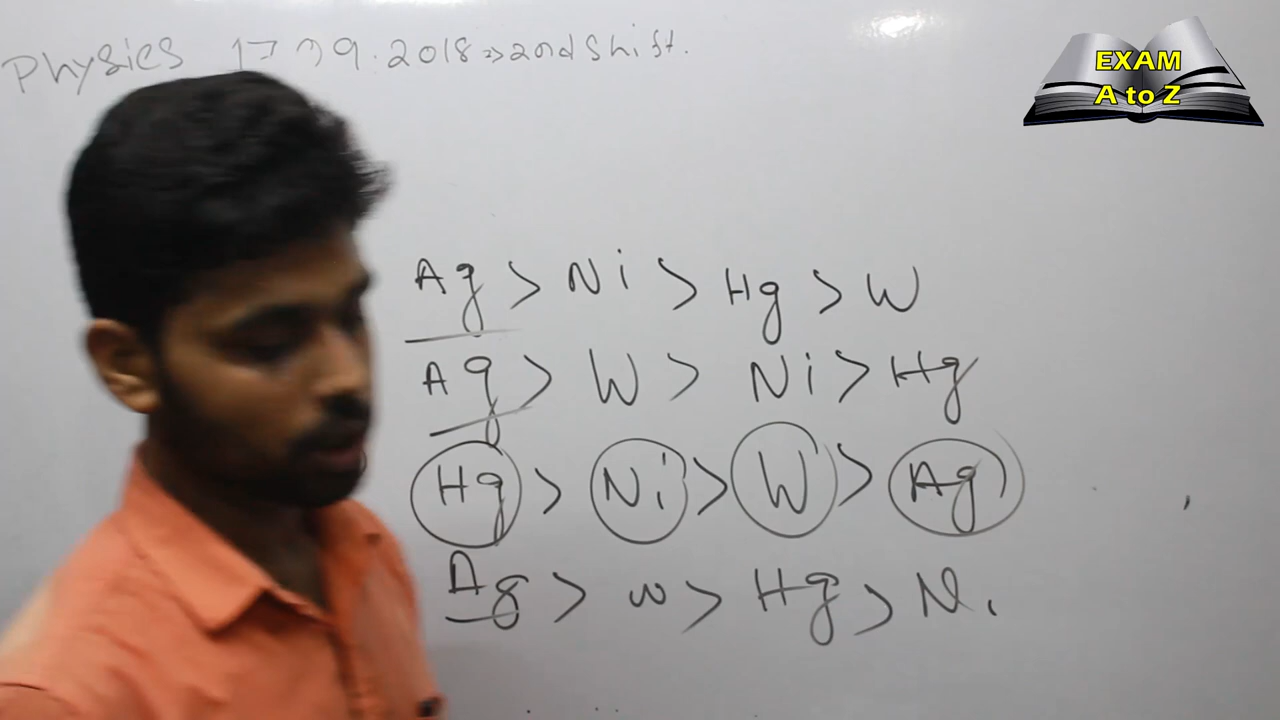 Physics 17.09.2018 => 2nd Shift.
EXAM
A to Z
Ag > Ni > Hg > W
Ag > W > Ni > Hg
Hg > Ni > W > Ag
Ag > W > Hg > Ni